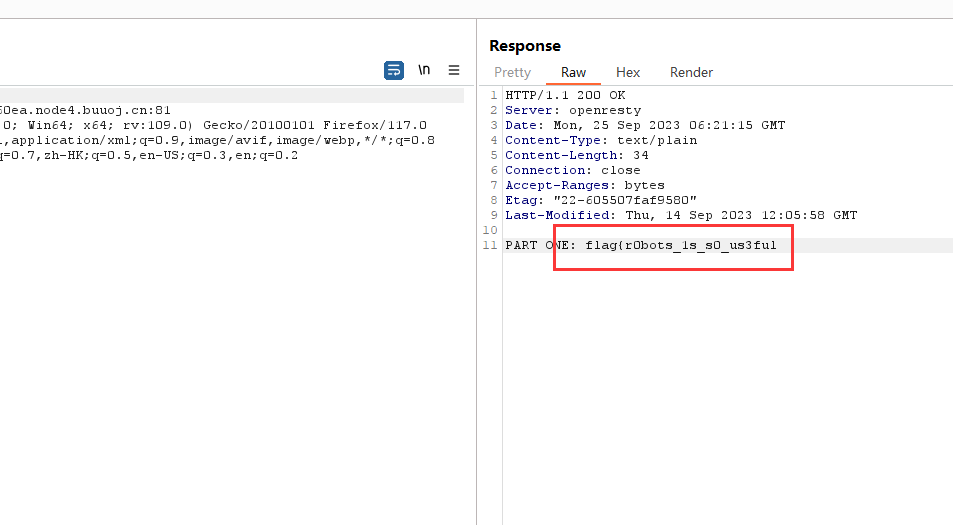 \n
60ea.node4.buuoj.cn:81
0; Win64; x64; rv:109.0) Gecko/20100101 Firefox/117.0
,application/xml;q=0.9,image/avif,image/webp,*/*;q=0.8
q=0.7,zh-HK;q=0.5,en-US;q=0.3,en;q=0.2
Response
Pretty Raw Hex Render
1 HTTP/1.1 200 OK
2 Server: openresty
3 Date: Mon, 25 Sep 2023 06:21:15 GMT
4 Content-Type: text/plain
5 Content-Length: 34
6 Connection: close
7 Accept-Ranges: bytes
8 Etag: "22-605507faf9580"
9 Last-Modified: Thu, 14 Sep 2023 12:05:58 GMT
10
11 PART ONE: flag{r0bots_1s_s0_us3ful